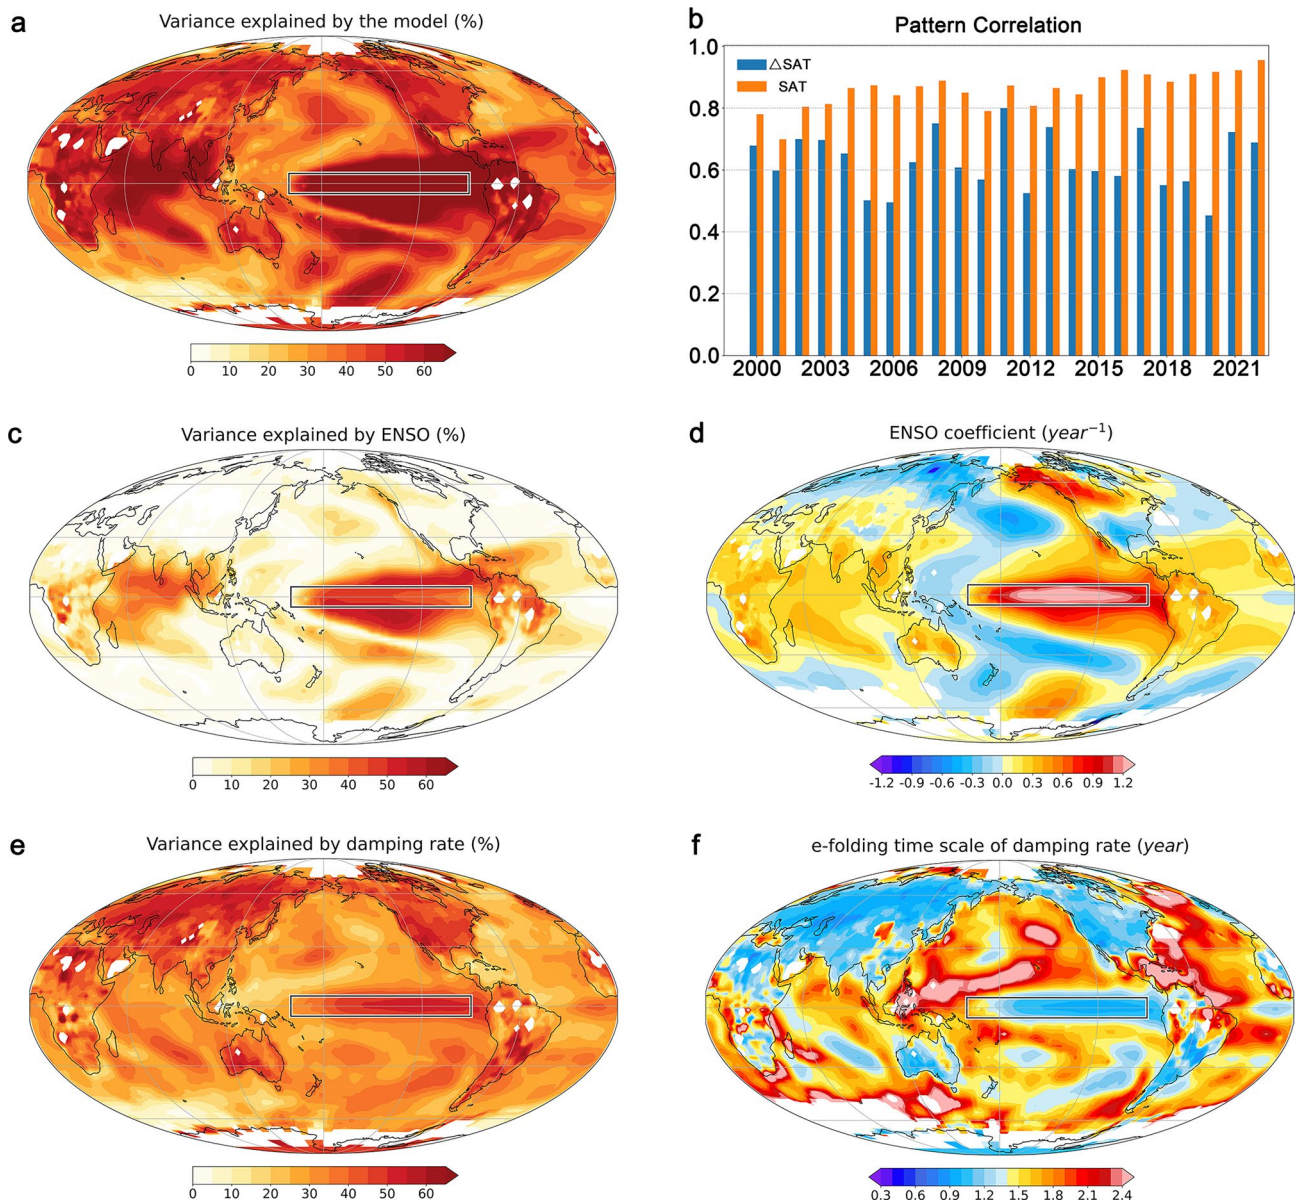 a
Variance explained by the model (%)
0 10 20 30 40 50 60
b
Pattern Correlation
△SAT
SAT
1.0
0.8
0.6
0.4
0.2
0.0
2000 2003 2006 2009 2012 2015 2018 2021
c
Variance explained by ENSO (%)
0 10 20 30 40 50 60
d
ENSO coefficient (year⁻¹)
-1.2 -0.9 -0.6 -0.3 0.0 0.3 0.6 0.9 1.2
e
Variance explained by damping rate (%)
0 10 20 30 40 50 60
f
e-folding time scale of damping rate (year)
0.3 0.6 0.9 1.2 1.5 1.8 2.1 2.4